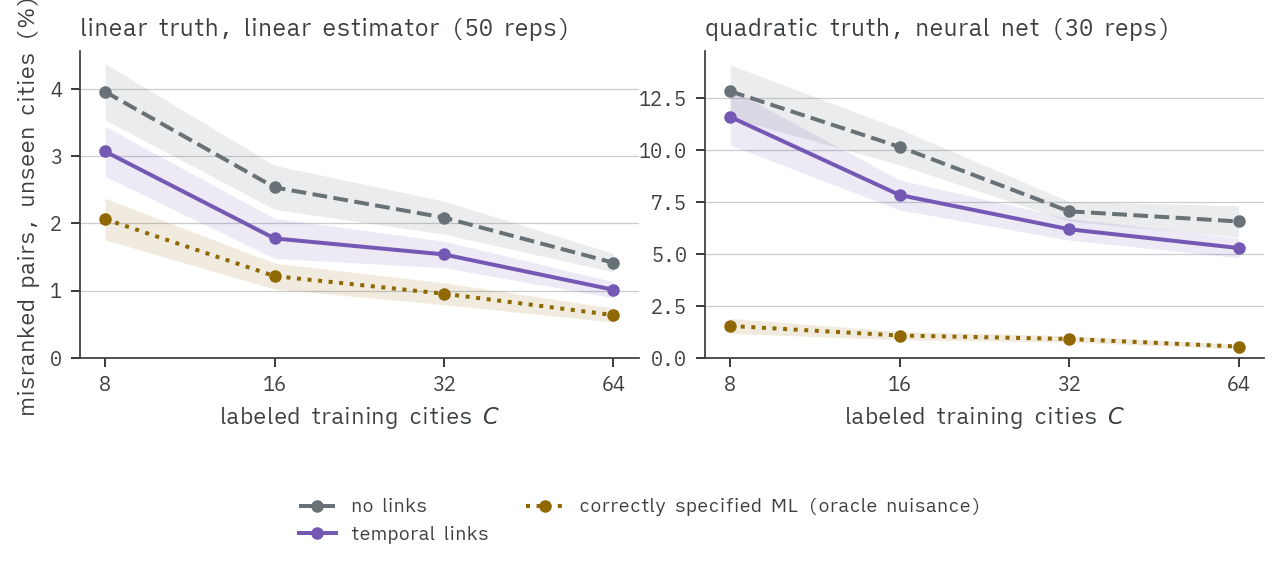 linear truth, linear estimator (50 reps)
quadratic truth, neural net (30 reps)
misranked pairs, unseen cities (%)
4
3
2
1
0
8
16
32
64
labeled training cities C
12.5
10.0
7.5
5.0
2.5
0.0
8
16
32
64
labeled training cities C
no links
temporal links
correctly specified ML (oracle nuisance)